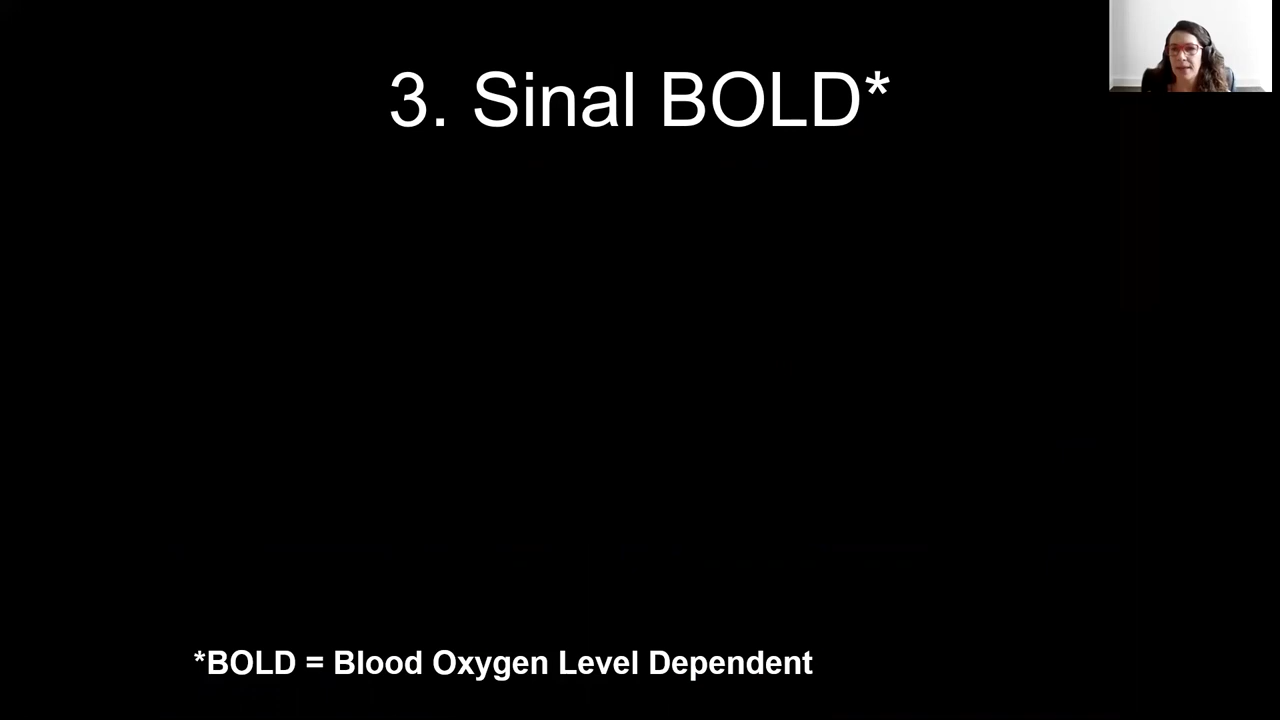 3. Sinal BOLD*
*BOLD = Blood Oxygen Level Dependent